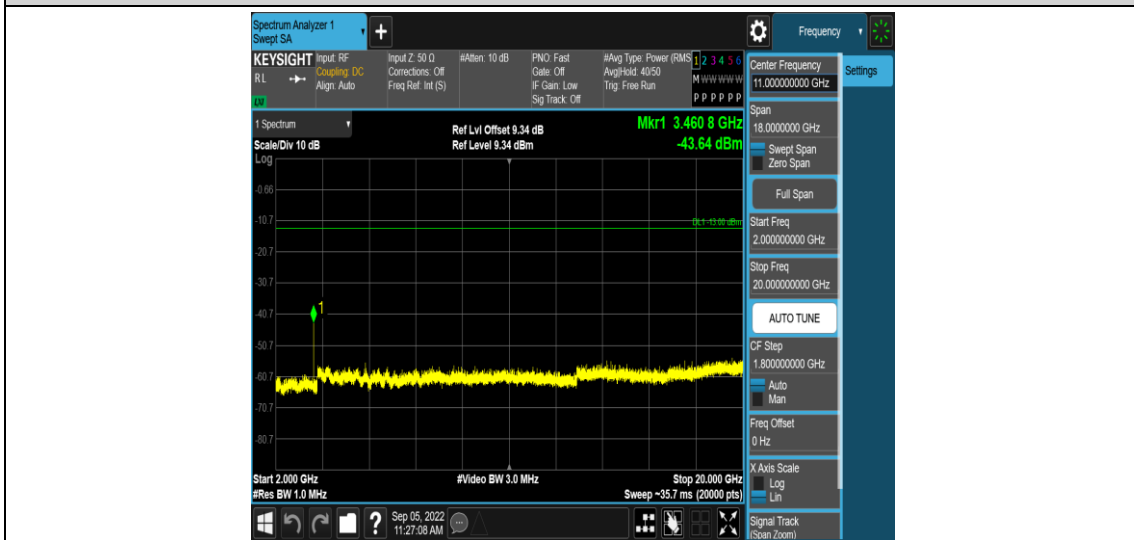 Spectrum Analyzer 1
Swept SA
+
Frequency
KEYSIGHT
RL
Input: RF
Coupling: DC
Align: Auto
Input Z: 50 Ω
Corrections: Off
Freq Ref: Int (S)
#Atten: 10 dB
PNO: Fast
Gate: Off
IF Gain: Low
Sig Track: Off
#Avg Type: Power (RMS
Avg|Hold: 40/50
Trig: Free Run
1 2 3 4 5 6
M W W W W W
P P P P P P
1 Spectrum
Scale/Div 10 dB
Ref Lvl Offset 9.34 dB
Ref Level 9.34 dBm
Mkr1 3.460 8 GHz
-43.64 dBm
Log
-0.66
-10.7
DL1 -13.00 dBm
-20.7
-30.7
-40.7
1
-50.7
-60.7
-70.7
-80.7
Start 2.000 GHz
#Video BW 3.0 MHz
Stop 20.000 GHz
#Res BW 1.0 MHz
Sweep ~35.7 ms (20000 pts)
?
Sep 05, 2022
11:27:08 AM
Center Frequency
11.000000000 GHz
Settings
Span
18.0000000 GHz
Swept Span
Zero Span
Full Span
Start Freq
2.000000000 GHz
Stop Freq
20.000000000 GHz
AUTO TUNE
CF Step
1.800000000 GHz
Auto
Man
Freq Offset
0 Hz
X Axis Scale
Log
Lin
Signal Track
(Span Zoom)